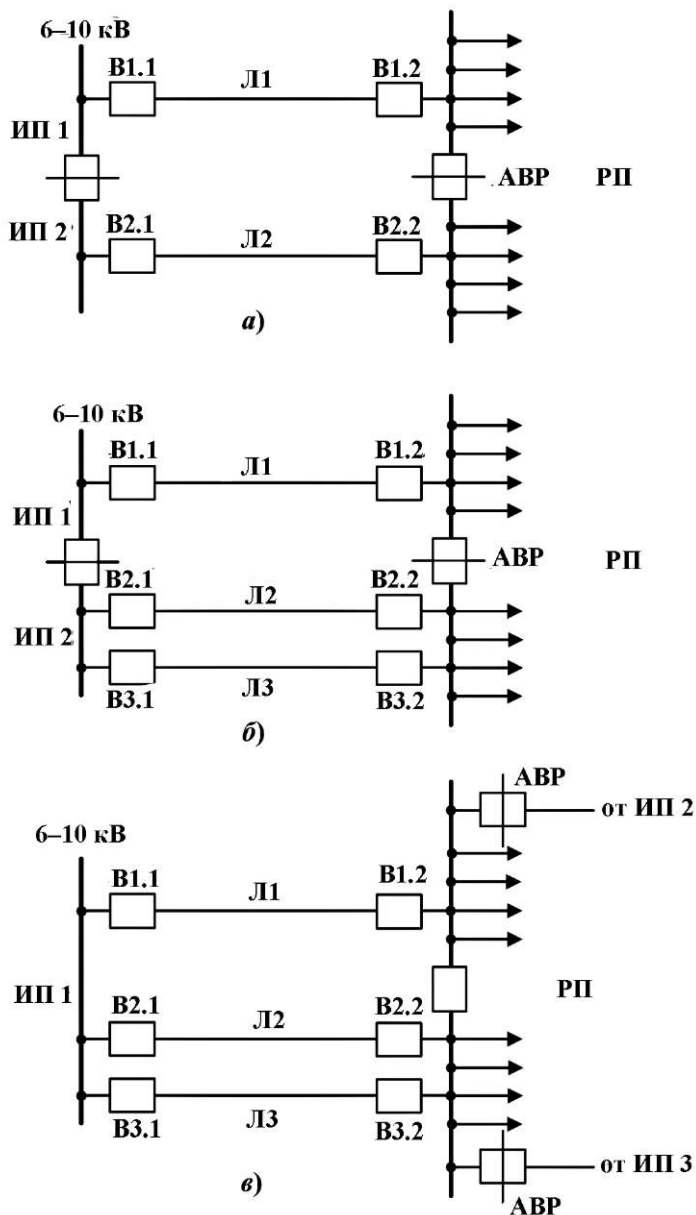 6–10 кВ
В1.1
Л1
В1.2
ИП 1
АВР
РП
ИП 2
В2.1
Л2
В2.2
а)
6–10 кВ
В1.1
Л1
В1.2
ИП 1
АВР
РП
В2.1
Л2
В2.2
ИП 2
В3.1
Л3
В3.2
б)
АВР
от ИП 2
6–10 кВ
В1.1
Л1
В1.2
ИП 1
РП
В2.1
Л2
В2.2
В3.1
Л3
В3.2
от ИП 3
в)
АВР